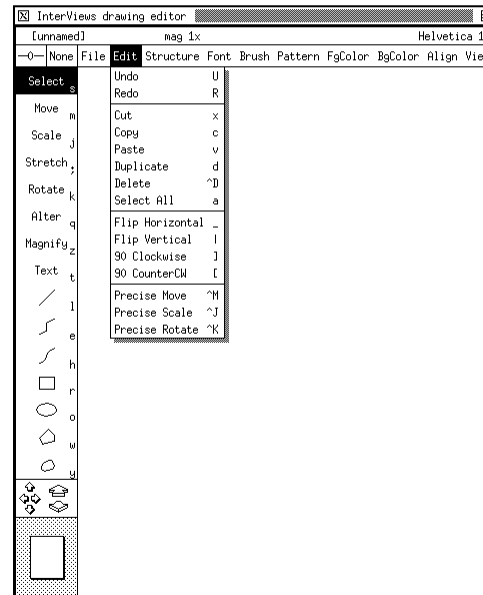 InterViews drawing editor
[unnamed] mag 1x Helvetica 1
None File Edit Structure Font Brush Pattern FgColor BgColor Align Vie
Select s
Move m
Scale j
Stretch ;
Rotate k
Alter q
Magnify z
Text t
l
e
h
r
o
w
y
Undo U
Redo R
Cut x
Copy c
Paste v
Duplicate d
Delete ^D
Select All a
Flip Horizontal _
Flip Vertical |
90 Clockwise ]
90 CounterCW [
Precise Move ^M
Precise Scale ^J
Precise Rotate ^K